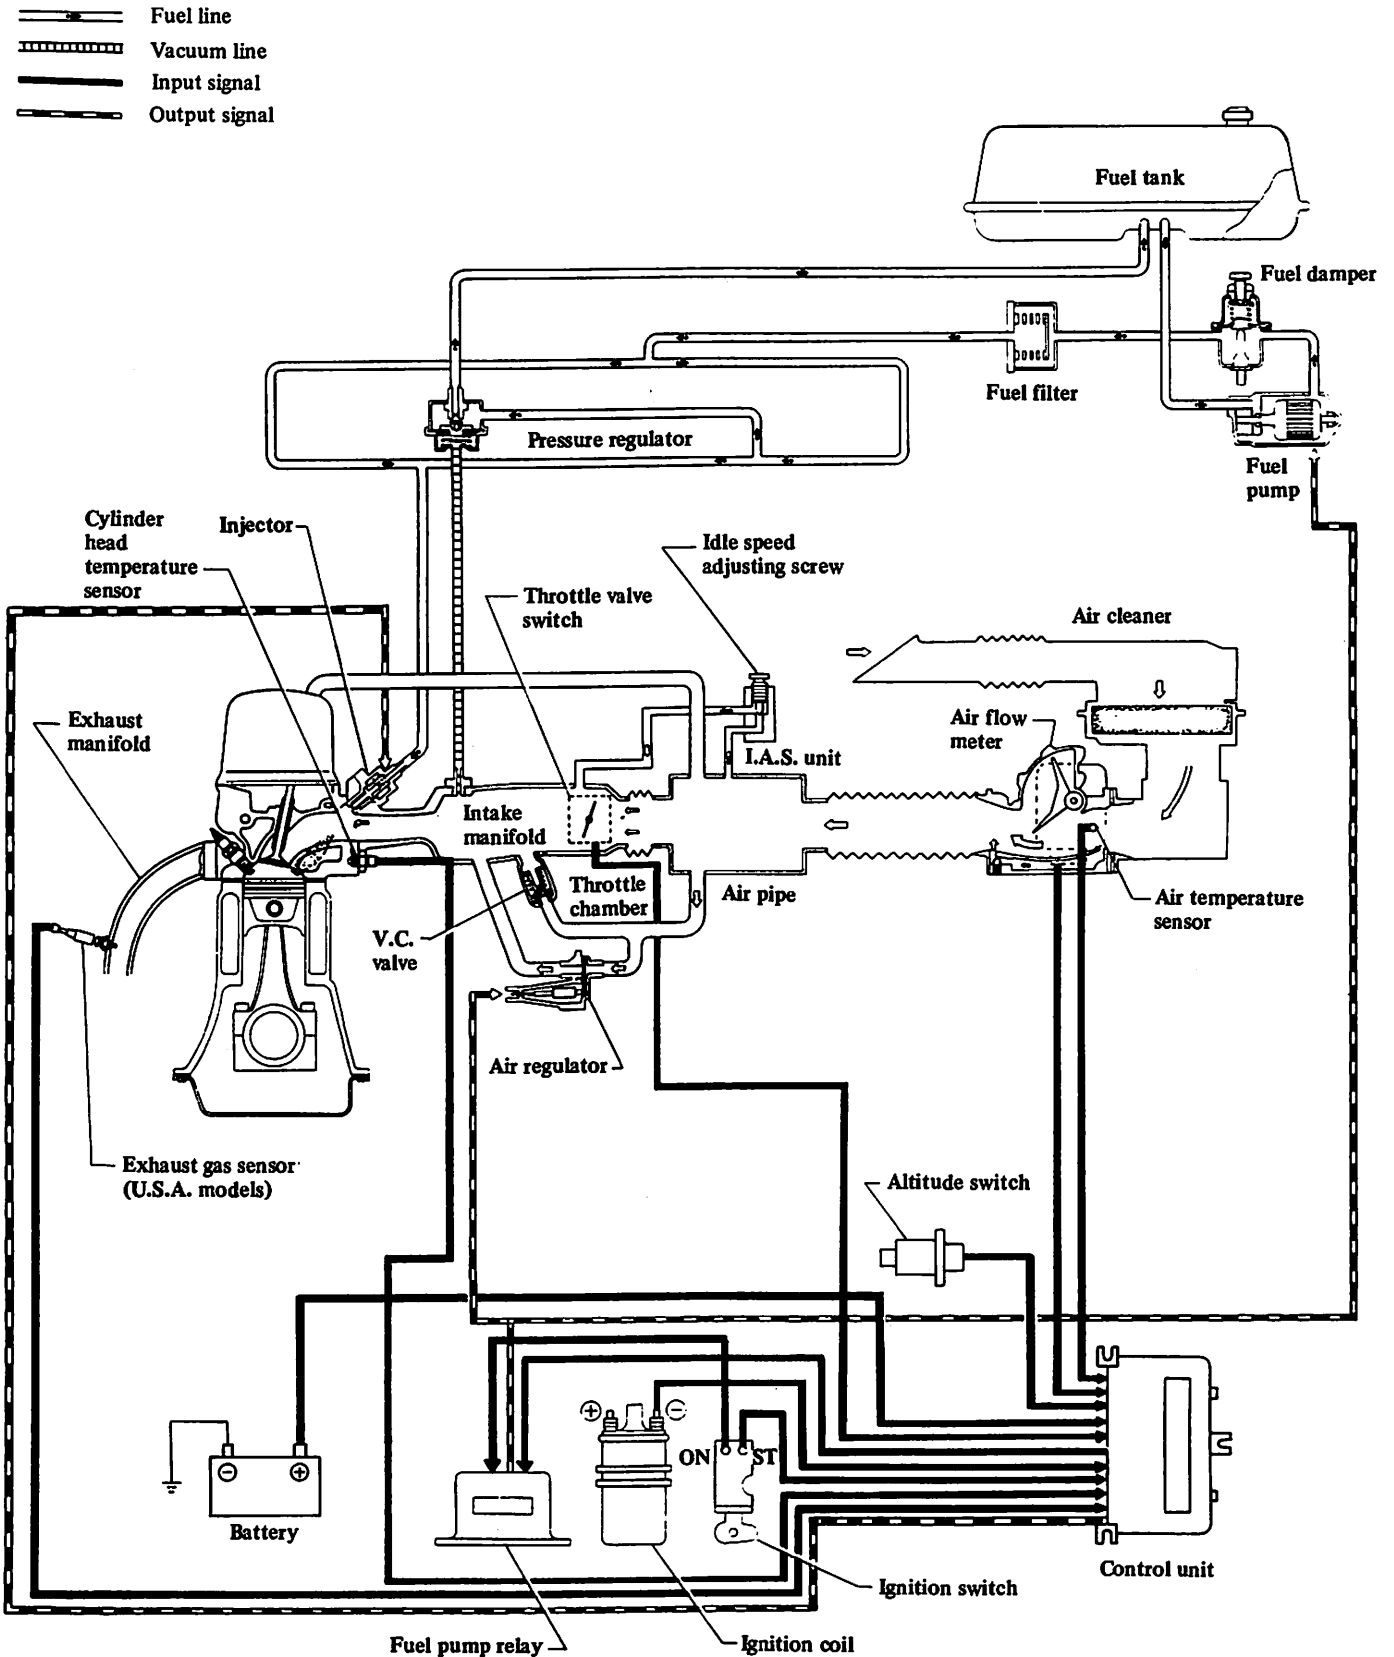 Fuel line
Vacuum line
Input signal
Output signal
Fuel tank
Fuel damper
Fuel filter
Pressure regulator
Fuel
pump
Cylinder
head
temperature
sensor
Injector
Idle speed
adjusting screw
Throttle valve
switch
Air cleaner
Exhaust
manifold
Air flow
meter
I.A.S. unit
Intake
manifold
Throttle
chamber
Air pipe
Air temperature
sensor
V.C.
valve
Air regulator
Exhaust gas sensor
(U.S.A. models)
Altitude switch
+
−
ON
ST
−
+
Battery
Control unit
Ignition switch
Fuel pump relay
Ignition coil